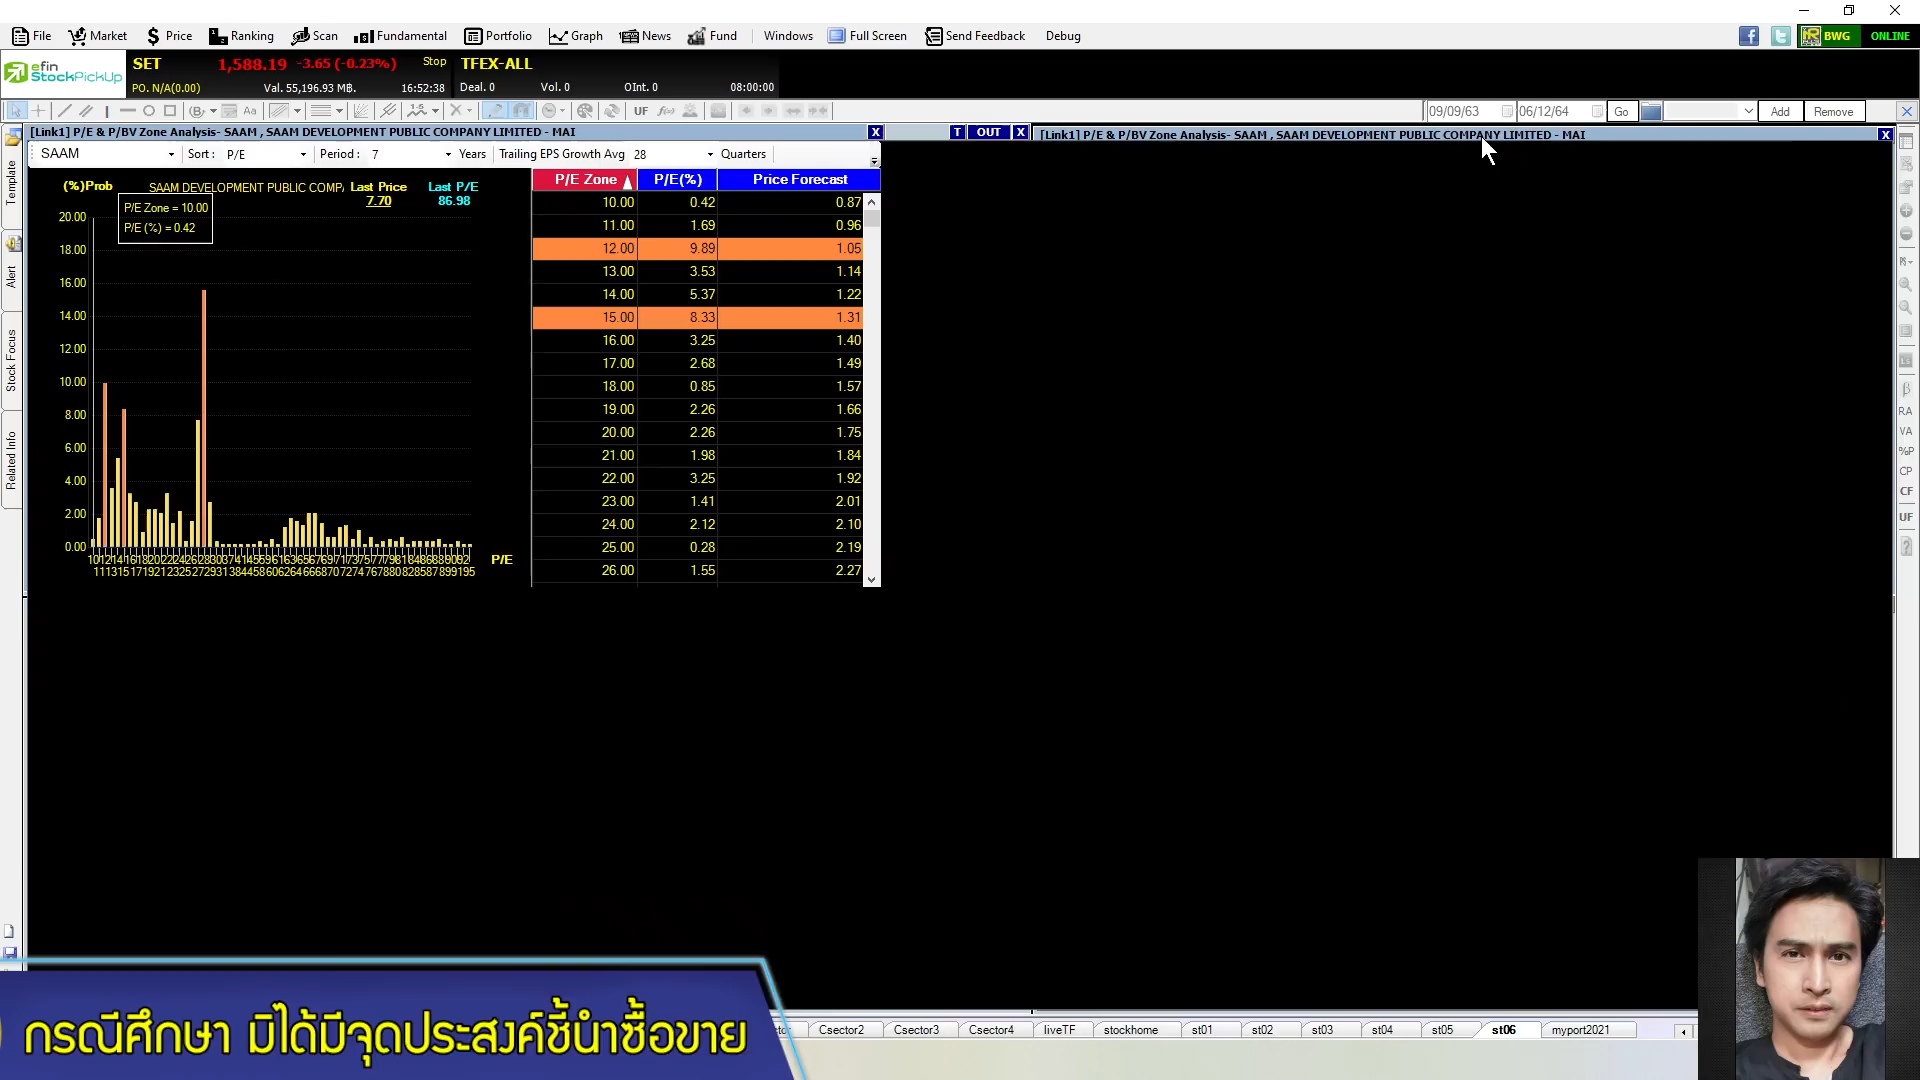 File Market Price Ranking Scan Fundamental Portfolio Graph News Fund Windows Full Screen Send Feedback Debug BWG ONLINE
efin StockPickUp
SET 1,588.19 -3.65 (-0.23%) Stop TFEX-ALL
PO. N/A(0.00) Val. 55,196.93 M฿. 16:52:38 Deal. 0 Vol. 0 OInt. 0 08:00:00
UF 09/09/63 06/12/64 Go Add Remove
[Link1] P/E & P/BV Zone Analysis- SAAM , SAAM DEVELOPMENT PUBLIC COMPANY LIMITED - MAI X T OUT X [Link1] P/E & P/BV Zone Analysis- SAAM , SAAM DEVELOPMENT PUBLIC COMPANY LIMITED - MAI X
SAAM Sort : P/E Period : 7 Years Trailing EPS Growth Avg 28 Quarters
Template
Alert
Stock Focus
Related Info
(%)Prob SAAM DEVELOPMENT PUBLIC COMP Last Price Last P/E
7.70 86.98
P/E Zone = 10.00
P/E (%) = 0.42
20.00
18.00
16.00
14.00
12.00
10.00
8.00
6.00
4.00
2.00
0.00
P/E
P/E Zone P/E(%) Price Forecast
10.00 0.42 0.87
11.00 1.69 0.96
12.00 9.89 1.05
13.00 3.53 1.14
14.00 5.37 1.22
15.00 8.33 1.31
16.00 3.25 1.40
17.00 2.68 1.49
18.00 0.85 1.57
19.00 2.26 1.66
20.00 2.26 1.75
21.00 1.98 1.84
22.00 3.25 1.92
23.00 1.41 2.01
24.00 2.12 2.10
25.00 0.28 2.19
26.00 1.55 2.27
RA
VA
%P
CP
CF
UF
Csector2 Csector3 Csector4 liveTF stockhome st01 st02 st03 st04 st05 st06 myport2021
กรณีศึกษา มิได้มีจุดประสงค์ชี้นำซื้อขาย